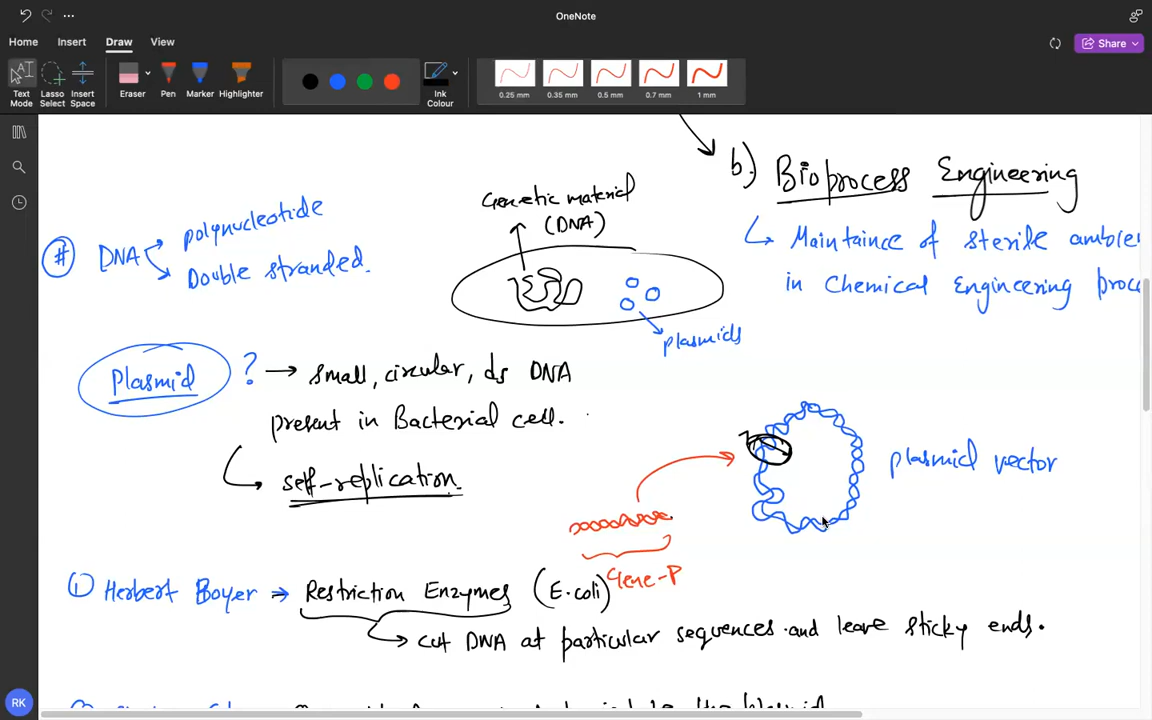 OneNote
Home Insert Draw View
Share
Text Mode
Lasso Select
Insert Space
Eraser
Pen
Marker
Highlighter
Ink Colour
0.25 mm
0.35 mm
0.5 mm
0.7 mm
1 mm
b) Bioprocess Engineering
Maintaince of sterile ambie
in Chemical Engineering proc
# DNA
polynucleotide
Double stranded.
Genetic material
(DNA)
plasmids
Plasmid ? → small, circular, ds DNA
present in Bacterial cell.
self-replication.
plasmid vector
Gene-P
① Herbert Boyer → Restriction Enzymes (E.coli)
cut DNA at particular sequences and leave sticky ends.
RK